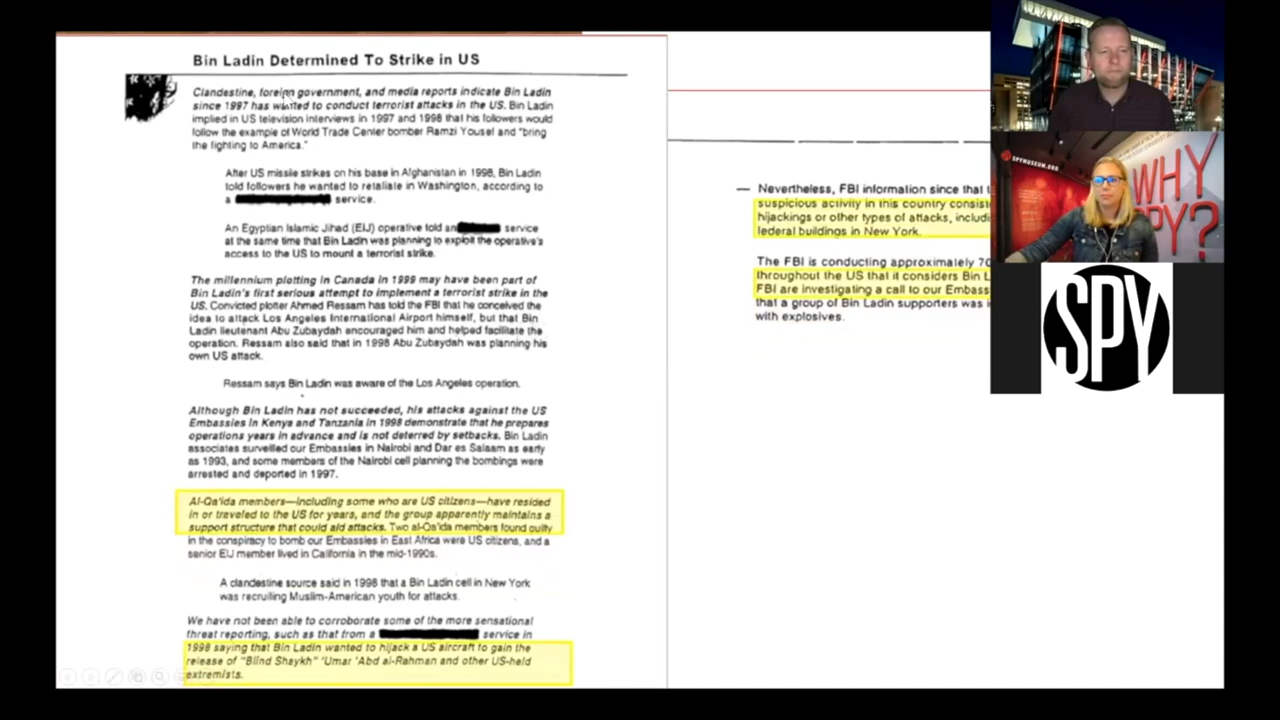 Bin Ladin Determined To Strike in US
Clandestine, foreign government, and media reports indicate Bin Ladin
since 1997 has wanted to conduct terrorist attacks in the US. Bin Ladin
implied in US television interviews in 1997 and 1998 that his followers would
follow the example of World Trade Center bomber Ramzi Yousef and "bring
the fighting to America."
After US missile strikes on his base in Afghanistan in 1998, Bin Ladin
told followers he wanted to retaliate in Washington, according to
a service.
An Egyptian Islamic Jihad (EIJ) operative told an service
at the same time that Bin Ladin was planning to exploit the operative's
access to the US to mount a terrorist strike.
The millennium plotting in Canada in 1999 may have been part of
Bin Ladin's first serious attempt to implement a terrorist strike in the
US. Convicted plotter Ahmed Ressam has told the FBI that he conceived the
idea to attack Los Angeles International Airport himself, but that Bin
Ladin lieutenant Abu Zubaydah encouraged him and helped facilitate the
operation. Ressam also said that in 1998 Abu Zubaydah was planning his
own US attack.
Ressam says Bin Ladin was aware of the Los Angeles operation.
Although Bin Ladin has not succeeded, his attacks against the US
Embassies in Kenya and Tanzania in 1998 demonstrate that he prepares
operations years in advance and is not deterred by setbacks. Bin Ladin
associates surveilled our Embassies in Nairobi and Dar es Salaam as early
as 1993, and some members of the Nairobi cell planning the bombings were
arrested and deported in 1997.
Al-Qa'ida members—including some who are US citizens—have resided
in or traveled to the US for years, and the group apparently maintains a
support structure that could aid attacks. Two al-Qa'ida members found guilty
in the conspiracy to bomb our Embassies in East Africa were US citizens, and a
senior EIJ member lived in California in the mid-1990s.
A clandestine source said in 1998 that a Bin Ladin cell in New York
was recruiting Muslim-American youth for attacks.
We have not been able to corroborate some of the more sensational
threat reporting, such as that from a service in
1998 saying that Bin Ladin wanted to hijack a US aircraft to gain the
release of "Blind Shaykh" 'Umar 'Abd al-Rahman and other US-held
extremists.
— Nevertheless, FBI information since that t
suspicious activity in this country consist
hijackings or other types of attacks, includi
federal buildings in New York.
The FBI is conducting approximately 70
throughout the US that it considers Bin L
FBI are investigating a call to our Embass
that a group of Bin Ladin supporters was i
with explosives.
SPYMUSEUM.ORG
WHY
SPY?
SPY